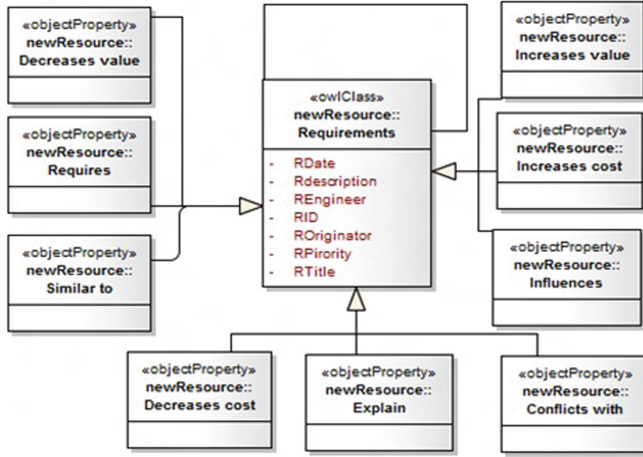 «objectProperty»
newResource::
Decreases value
«objectProperty»
newResource::
Requires
«objectProperty»
newResource::
Similar to
«owlClass»
newResource::
Requirements
- RDate
- Rdescription
- REngineer
- RID
- ROriginator
- RPirority
- RTitle
«objectProperty»
newResource::
Increases value
«objectProperty»
newResource::
Increases cost
«objectProperty»
newResource::
Influences
«objectProperty»
newResource::
Decreases cost
«objectProperty»
newResource::
Explain
«objectProperty»
newResource::
Conflicts with